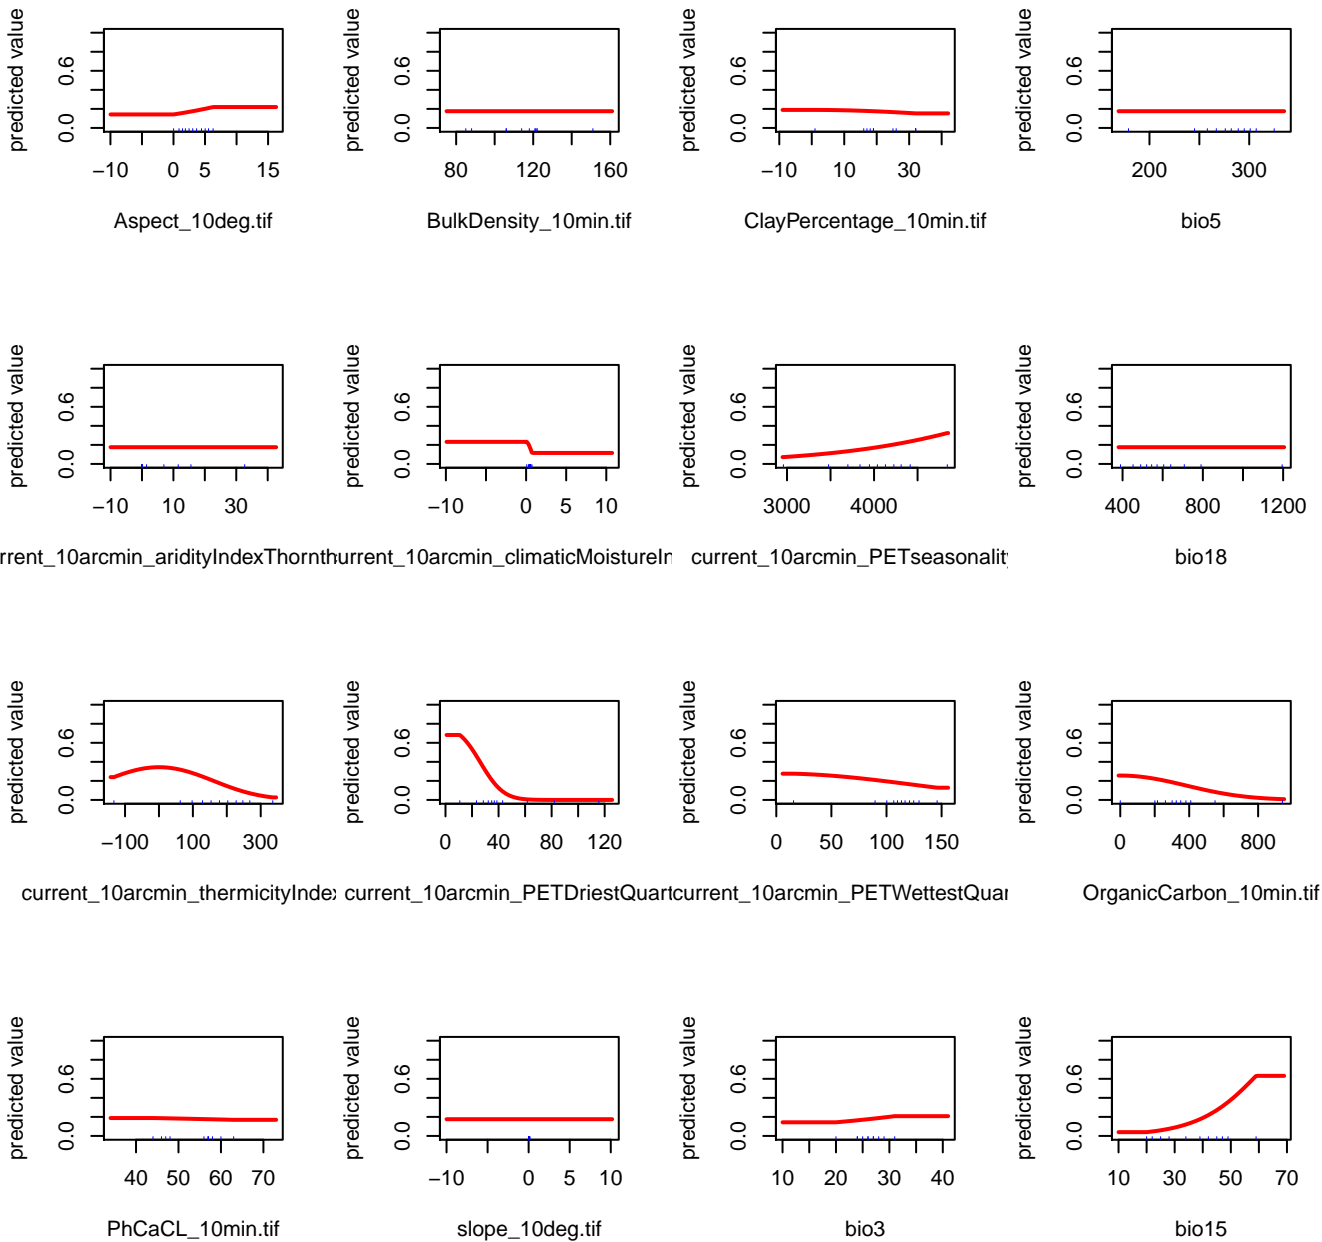 predicted value
0.0 0.6
−10 0 5 15
Aspect_10deg.tif
predicted value
0.0 0.6
80 120 160
BulkDensity_10min.tif
predicted value
0.0 0.6
−10 10 30
ClayPercentage_10min.tif
predicted value
0.0 0.6
200 300
bio5
predicted value
0.0 0.6
−10 10 30
rrent_10arcmin_aridityIndexThornth
predicted value
0.0 0.6
−10 0 5 10
urrent_10arcmin_climaticMoistureIn
predicted value
0.0 0.6
3000 4000
current_10arcmin_PETseasonality
predicted value
0.0 0.6
400 800 1200
bio18
predicted value
0.0 0.6
−100 100 300
current_10arcmin_thermicityIndex
predicted value
0.0 0.6
0 40 80 120
current_10arcmin_PETDriestQuart
predicted value
0.0 0.6
0 50 100 150
current_10arcmin_PETWettestQuar
predicted value
0.0 0.6
0 400 800
OrganicCarbon_10min.tif
predicted value
0.0 0.6
40 50 60 70
PhCaCL_10min.tif
predicted value
0.0 0.6
−10 0 5 10
slope_10deg.tif
predicted value
0.0 0.6
10 20 30 40
bio3
predicted value
0.0 0.6
10 30 50 70
bio15